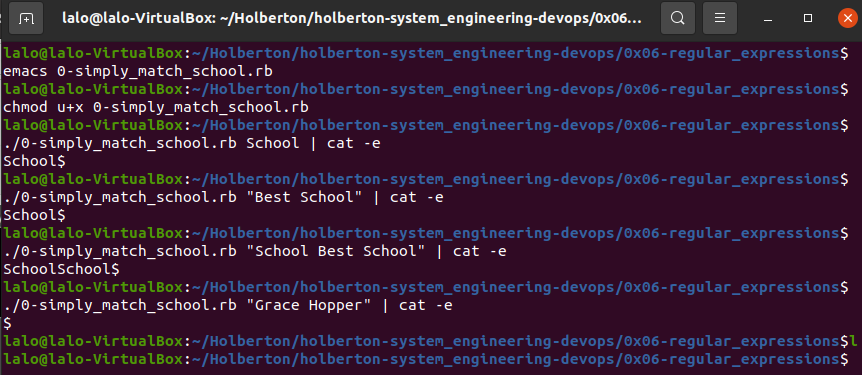 lalo@lalo-VirtualBox: ~/Holberton/holberton-system_engineering-devops/0x06...
lalo@lalo-VirtualBox:~/Holberton/holberton-system_engineering-devops/0x06-regular_expressions$
emacs 0-simply_match_school.rb
lalo@lalo-VirtualBox:~/Holberton/holberton-system_engineering-devops/0x06-regular_expressions$
chmod u+x 0-simply_match_school.rb
lalo@lalo-VirtualBox:~/Holberton/holberton-system_engineering-devops/0x06-regular_expressions$
./0-simply_match_school.rb School | cat -e
School$
lalo@lalo-VirtualBox:~/Holberton/holberton-system_engineering-devops/0x06-regular_expressions$
./0-simply_match_school.rb "Best School" | cat -e
School$
lalo@lalo-VirtualBox:~/Holberton/holberton-system_engineering-devops/0x06-regular_expressions$
./0-simply_match_school.rb "School Best School" | cat -e
SchoolSchool$
lalo@lalo-VirtualBox:~/Holberton/holberton-system_engineering-devops/0x06-regular_expressions$
./0-simply_match_school.rb "Grace Hopper" | cat -e
$
lalo@lalo-VirtualBox:~/Holberton/holberton-system_engineering-devops/0x06-regular_expressions$l
lalo@lalo-VirtualBox:~/Holberton/holberton-system_engineering-devops/0x06-regular_expressions$